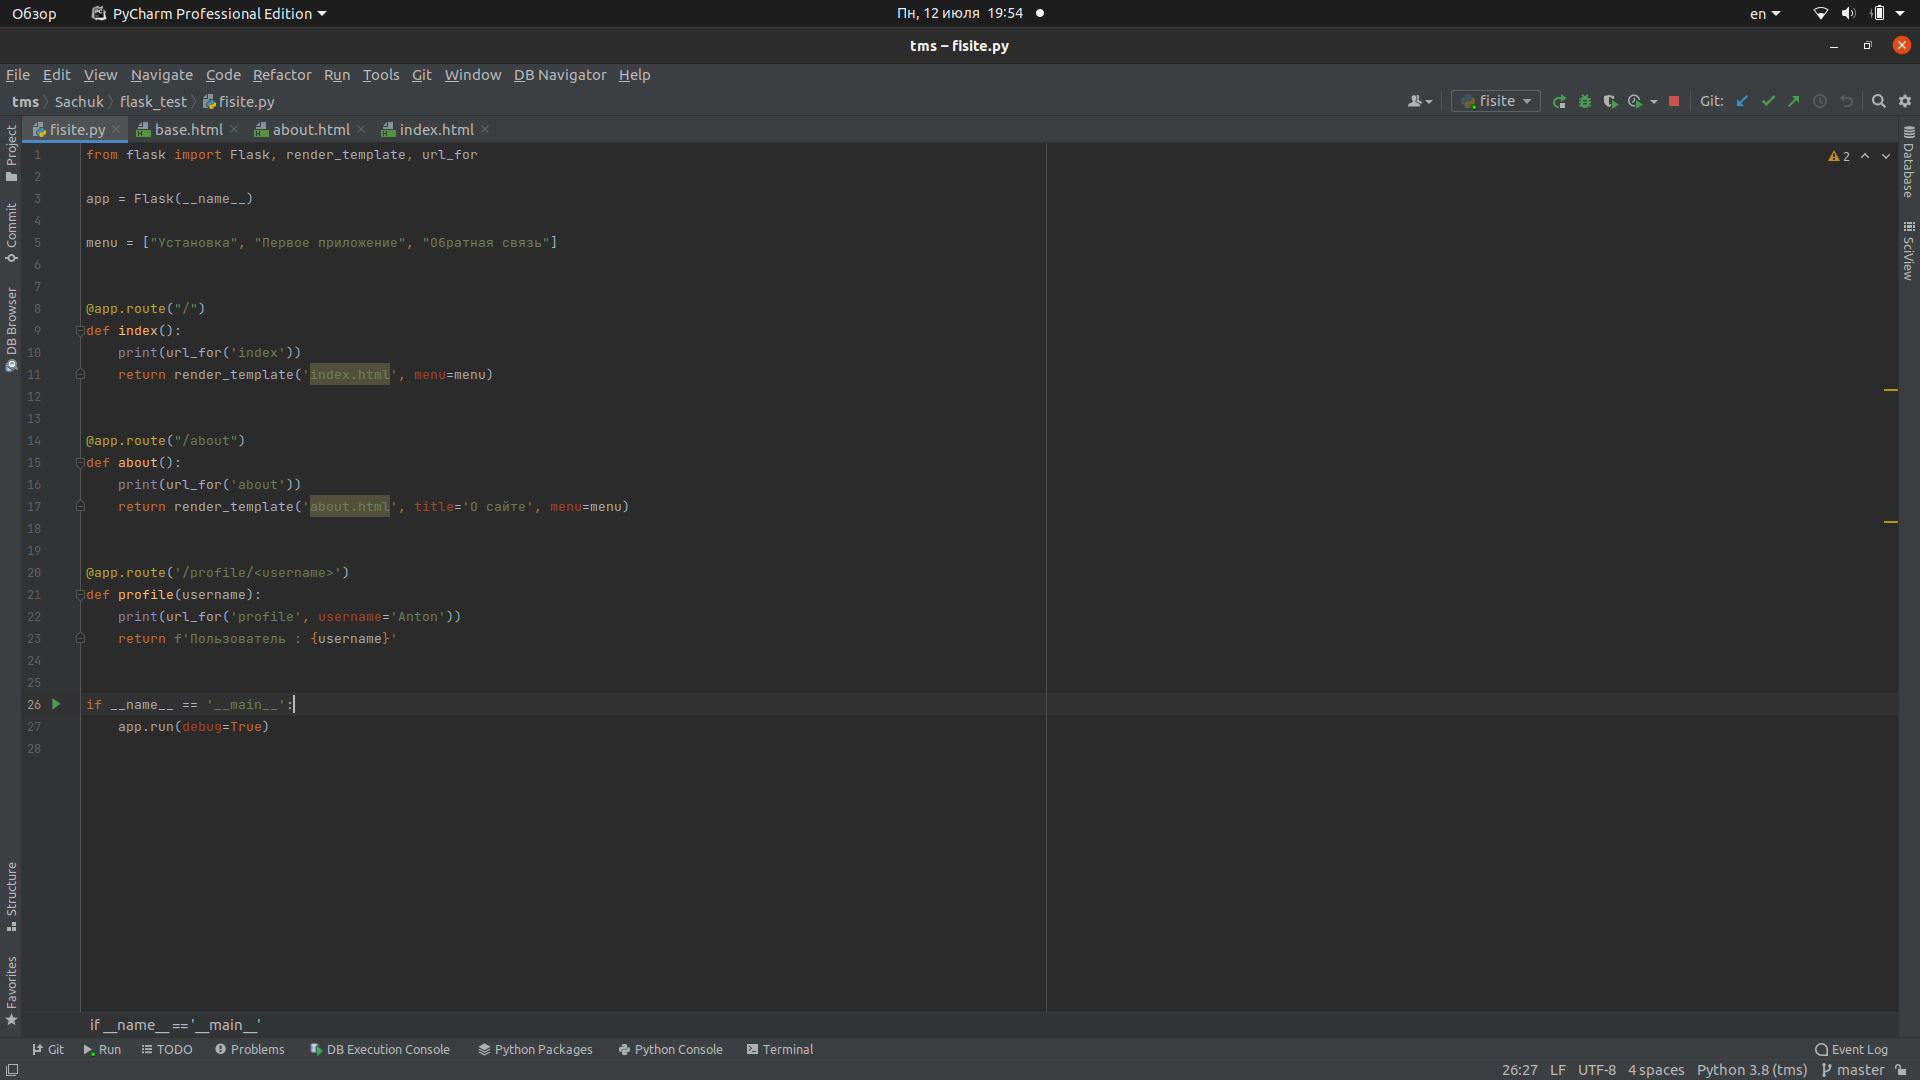 Обзор PyCharm Professional Edition Пн, 12 июля 19:54 en
tms – fisite.py
File Edit View Navigate Code Refactor Run Tools Git Window DB Navigator Help
tms Sachuk flask_test fisite.py fisite Git:
fisite.py base.html about.html index.html
Project
Commit
DB Browser
Structure
Favorites
Database
SciView
2
1 from flask import Flask, render_template, url_for
2
3 app = Flask(__name__)
4
5 menu = ["Установка", "Первое приложение", "Обратная связь"]
6
7
8 @app.route("/")
9 def index():
10 print(url_for('index'))
11 return render_template('index.html', menu=menu)
12
13
14 @app.route("/about")
15 def about():
16 print(url_for('about'))
17 return render_template('about.html', title='О сайте', menu=menu)
18
19
20 @app.route('/profile/<username>')
21 def profile(username):
22 print(url_for('profile', username='Anton'))
23 return f'Пользователь : {username}'
24
25
26 if __name__ == '__main__':
27 app.run(debug=True)
28
if __name__ == '__main__'
Git Run TODO Problems DB Execution Console Python Packages Python Console Terminal Event Log
26:27 LF UTF-8 4 spaces Python 3.8 (tms) master